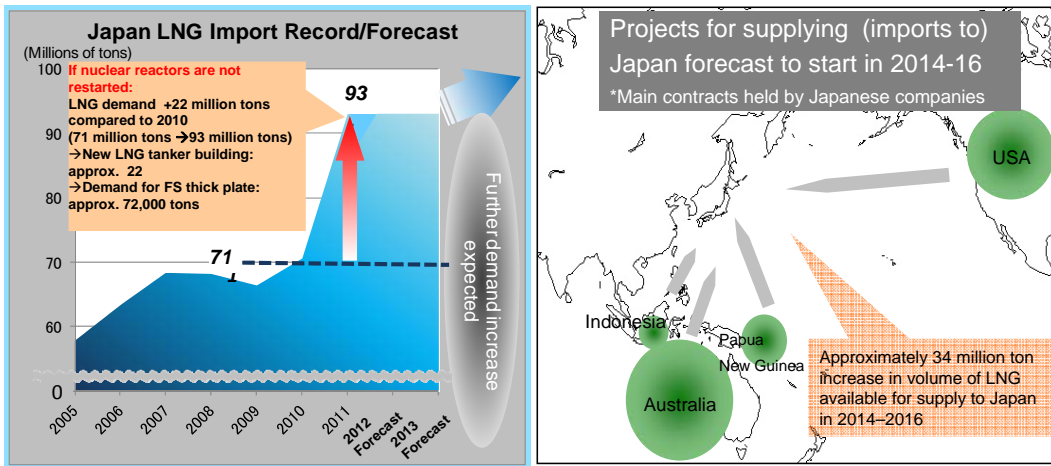 Japan LNG Import Record/Forecast
(Millions of tons)
100
90
80
70
60
0
If nuclear reactors are not
restarted:
LNG demand +22 million tons
compared to 2010
(71 million tons →93 million tons)
→New LNG tanker building:
approx. 22
→Demand for FS thick plate:
approx. 72,000 tons
93
71
Further demand increase
expected
2005
2006
2007
2008
2009
2010
2011
2012
Forecast
2013
Forecast
Projects for supplying (imports to)
Japan forecast to start in 2014-16
*Main contracts held by Japanese companies
USA
Indonesia
Papua
New Guinea
Australia
Approximately 34 million ton
increase in volume of LNG
available for supply to Japan
in 2014–2016